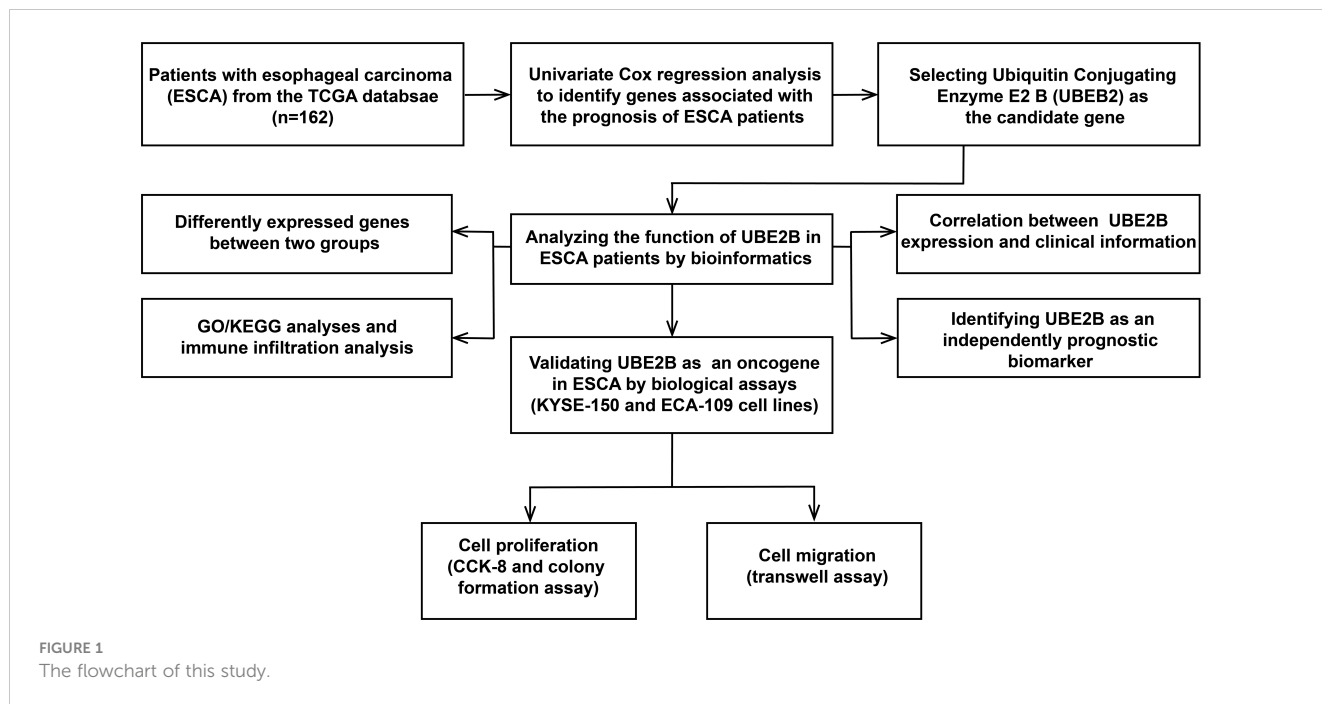 Patients with esophageal carcinoma
(ESCA) from the TCGA databsae
(n=162)
Univariate Cox regression analysis
to identify genes associated with
the prognosis of ESCA patients
Selecting Ubiquitin Conjugating
Enzyme E2 B (UBEB2) as
the candidate gene
Differently expressed genes
between two groups
Analyzing the function of UBE2B in
ESCA patients by bioinformatics
Correlation between UBE2B
expression and clinical information
GO/KEGG analyses and
immune infiltration analysis
Identifying UBE2B as an
independently prognostic
biomarker
Validating UBE2B as an oncogene
in ESCA by biological assays
(KYSE-150 and ECA-109 cell lines)
Cell proliferation
(CCK-8 and colony
formation assay)
Cell migration
(transwell assay)
FIGURE 1
The flowchart of this study.